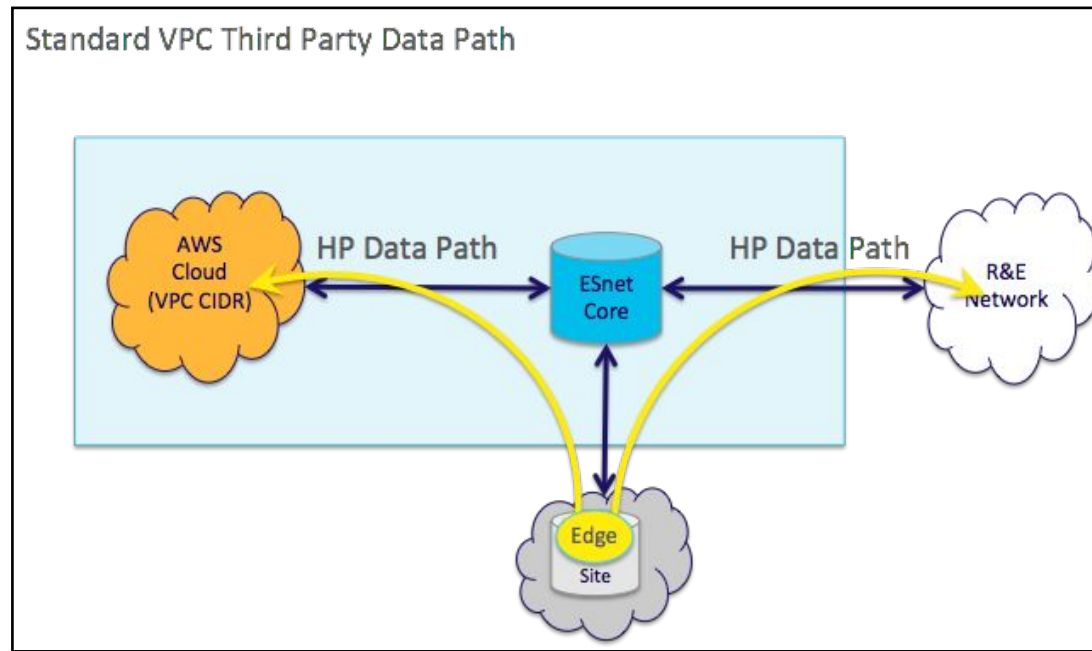 Standard VPC Third Party Data Path
AWS
Cloud
(VPC CIDR)
HP Data Path
ESnet
Core
HP Data Path
R&E
Network
Edge
Site